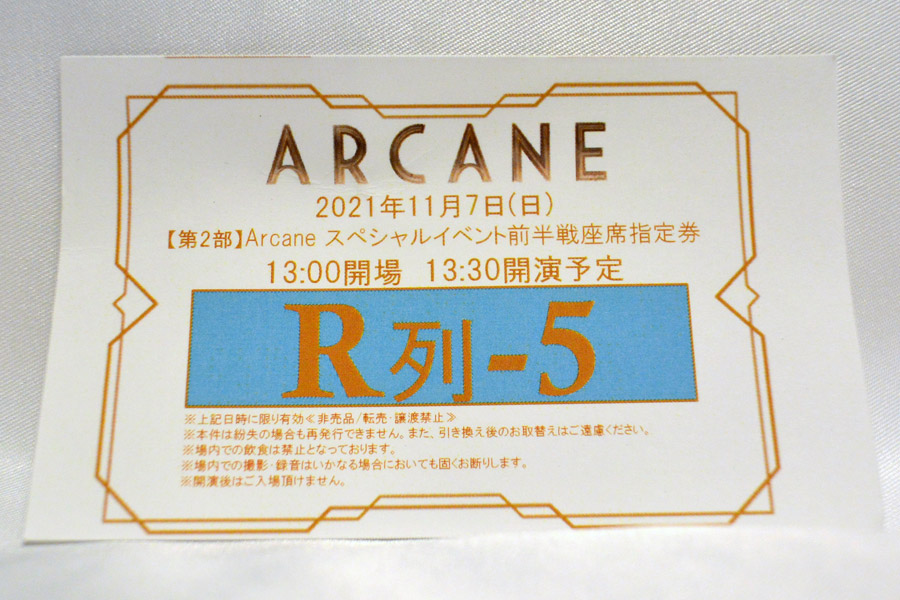 ARCANE
2021年11月7日(日)
【第2部】Arcane スペシャルイベント前半戦座席指定券
13:00開場 13:30開演予定
R列-5
※上記日時に限り有効≪非売品/転売・譲渡禁止≫
※本件は紛失の場合も再発行できません。また、引き換え後のお取替えはご遠慮ください。
※場内での飲食は禁止となっております。
※場内での撮影・録音はいかなる場合においても固くお断りします。
※開演後はご入場頂けません。